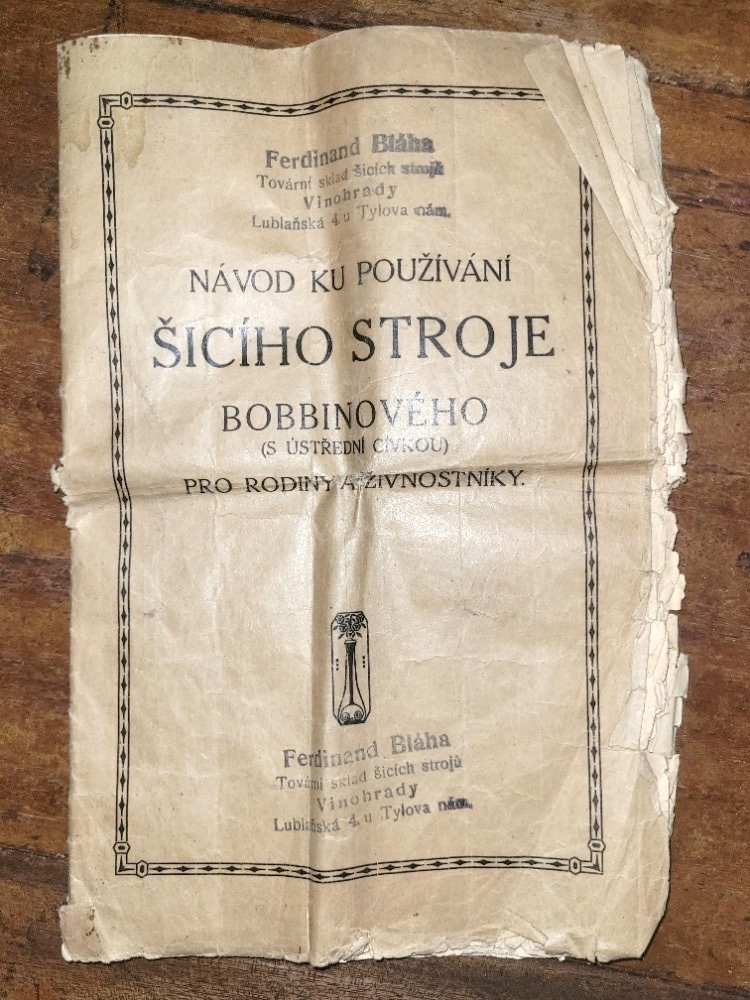 Ferdinand Bláha
Tovární sklad šicích strojů
Vinohrady
Lublaňská 4, u Tylova nám.
NÁVOD KU POUŽÍVÁNÍ
ŠICÍHO STROJE
BOBBINOVÉHO
(S ÚSTŘEDNÍ CÍVKOU)
PRO RODINY A ŽIVNOSTNÍKY.
Ferdinand Bláha
Tovární sklad šicích strojů
Vinohrady
Lublaňská 4, u Tylova nám.